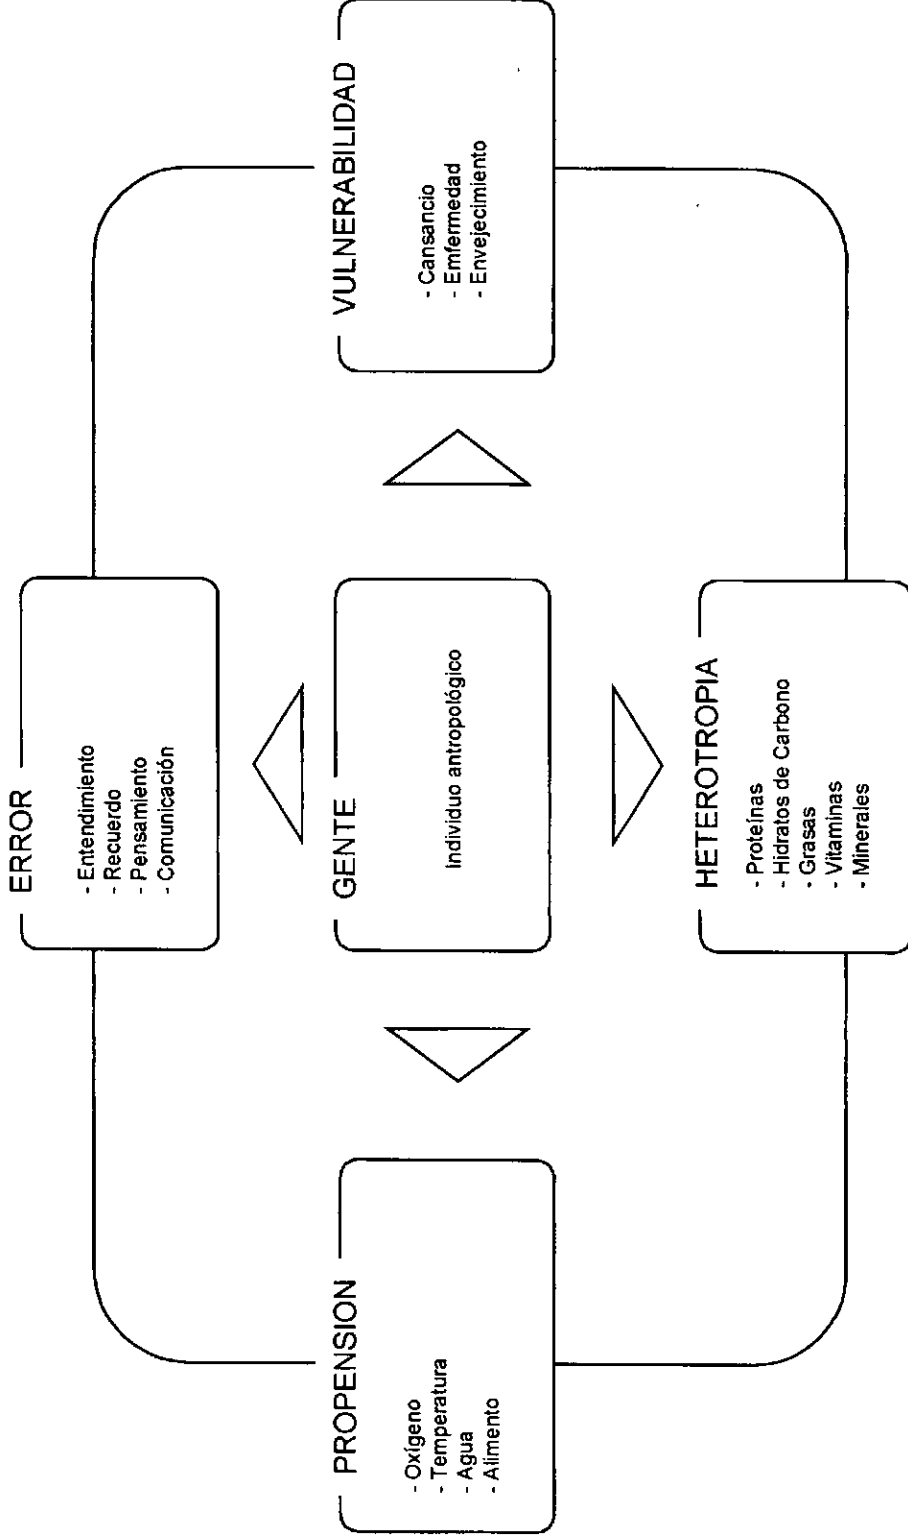 ERROR
- Entendimiento
- Recuerdo
- Pensamiento
- Comunicación
PROPENSION
- Oxígeno
- Temperatura
- Agua
- Alimento
GENTE
Individuo antropológico
VULNERABILIDAD
- Cansancio
- Emfermedad
- Envejecimiento
HETEROTROPIA
- Proteínas
- Hidratos de Carbono
- Grasas
- Vitaminas
- Minerales